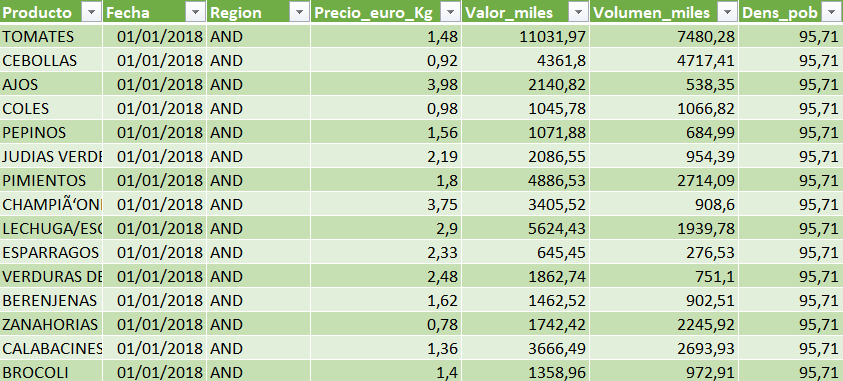 Producto Fecha Region Precio_euro_Kg Valor_miles Volumen_miles Dens_pob
TOMATES 01/01/2018 AND 1,48 11031,97 7480,28 95,71
CEBOLLAS 01/01/2018 AND 0,92 4361,8 4717,41 95,71
AJOS 01/01/2018 AND 3,98 2140,82 538,35 95,71
COLES 01/01/2018 AND 0,98 1045,78 1066,82 95,71
PEPINOS 01/01/2018 AND 1,56 1071,88 684,99 95,71
JUDIAS VERDE 01/01/2018 AND 2,19 2086,55 954,39 95,71
PIMIENTOS 01/01/2018 AND 1,8 4886,53 2714,09 95,71
CHAMPIÃ‘ON 01/01/2018 AND 3,75 3405,52 908,6 95,71
LECHUGA/ESC 01/01/2018 AND 2,9 5624,43 1939,78 95,71
ESPARRAGOS 01/01/2018 AND 2,33 645,45 276,53 95,71
VERDURAS DE 01/01/2018 AND 2,48 1862,74 751,1 95,71
BERENJENAS 01/01/2018 AND 1,62 1462,52 902,51 95,71
ZANAHORIAS 01/01/2018 AND 0,78 1742,42 2245,92 95,71
CALABACINES 01/01/2018 AND 1,36 3666,49 2693,93 95,71
BROCOLI 01/01/2018 AND 1,4 1358,96 972,91 95,71